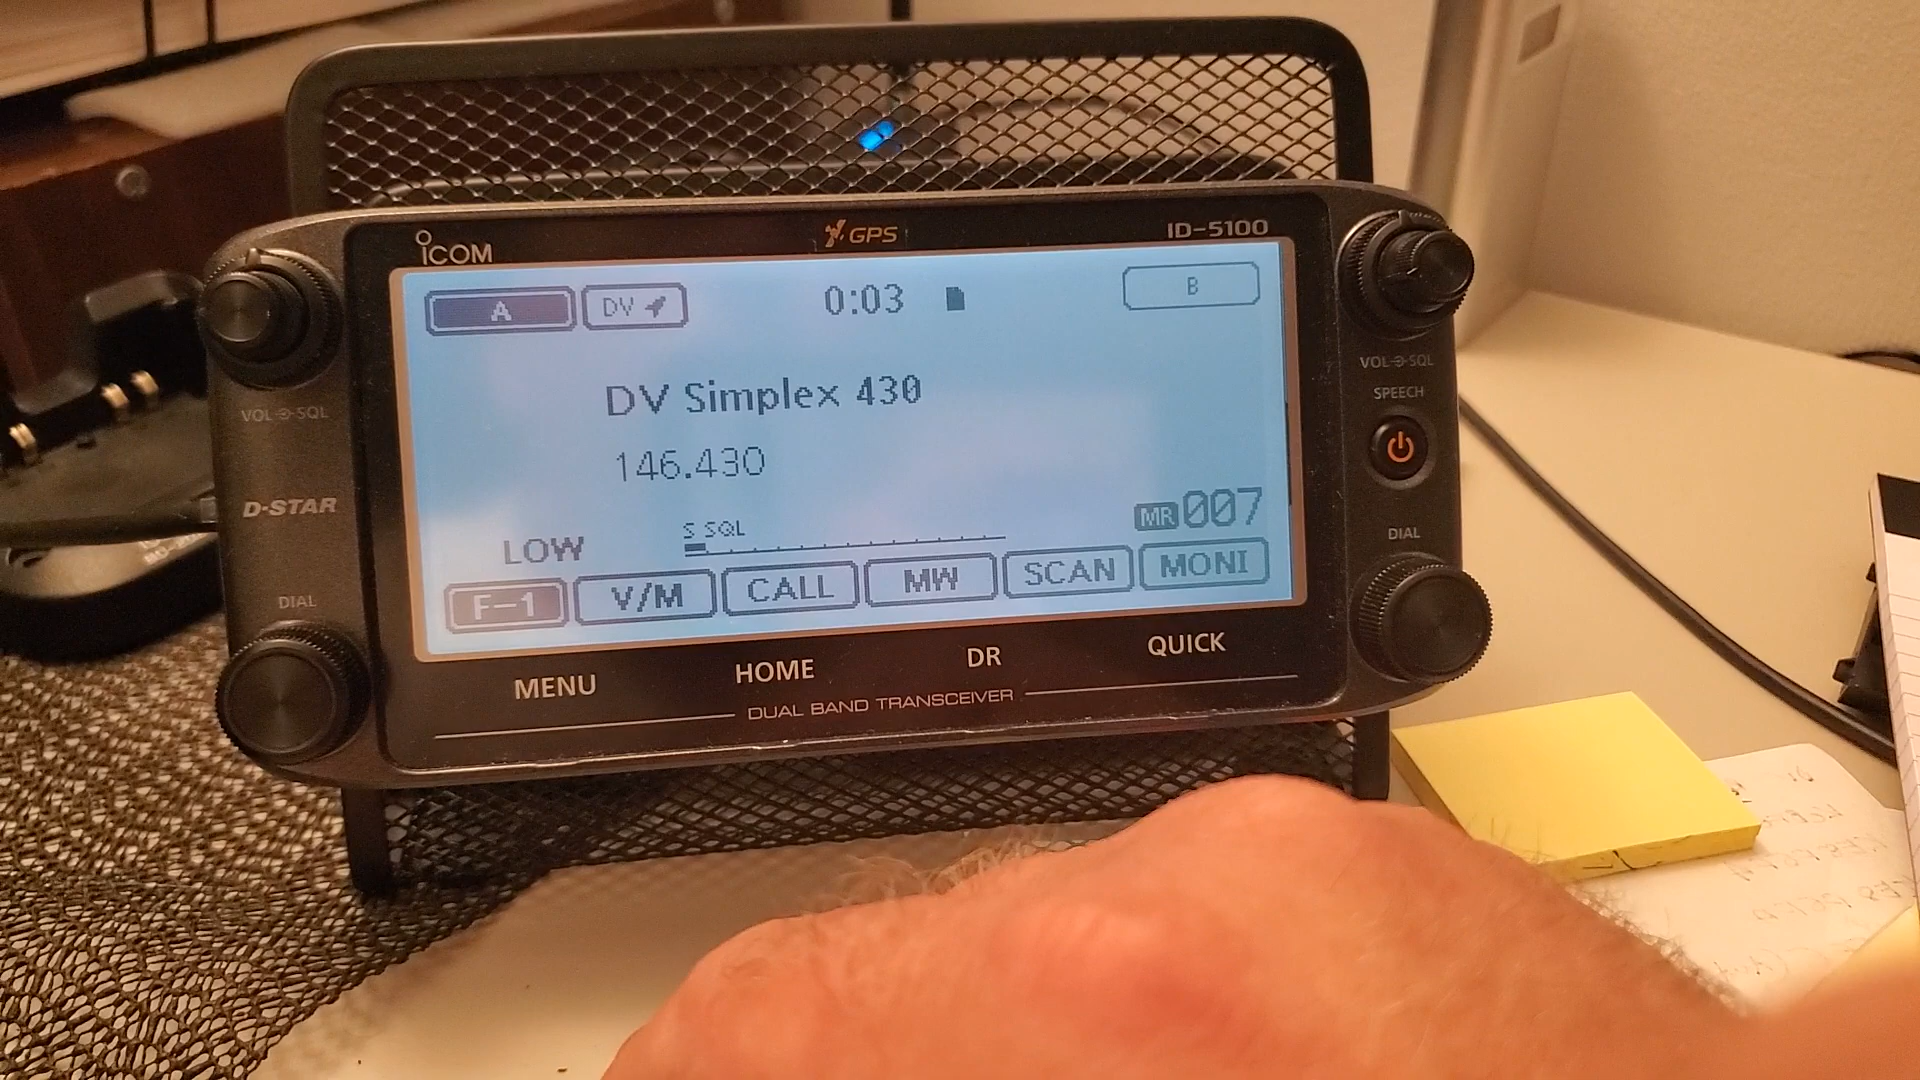 ICOM
GPS
ID-5100
A
DV
0:03
B
DV Simplex 430
146.430
S SQL
LOW
MR 007
F-1
V/M
CALL
MW
SCAN
MONI
VOL SQL
D-STAR
DIAL
VOL SQL
SPEECH
DIAL
MENU
HOME
DR
QUICK
DUAL BAND TRANSCEIVER